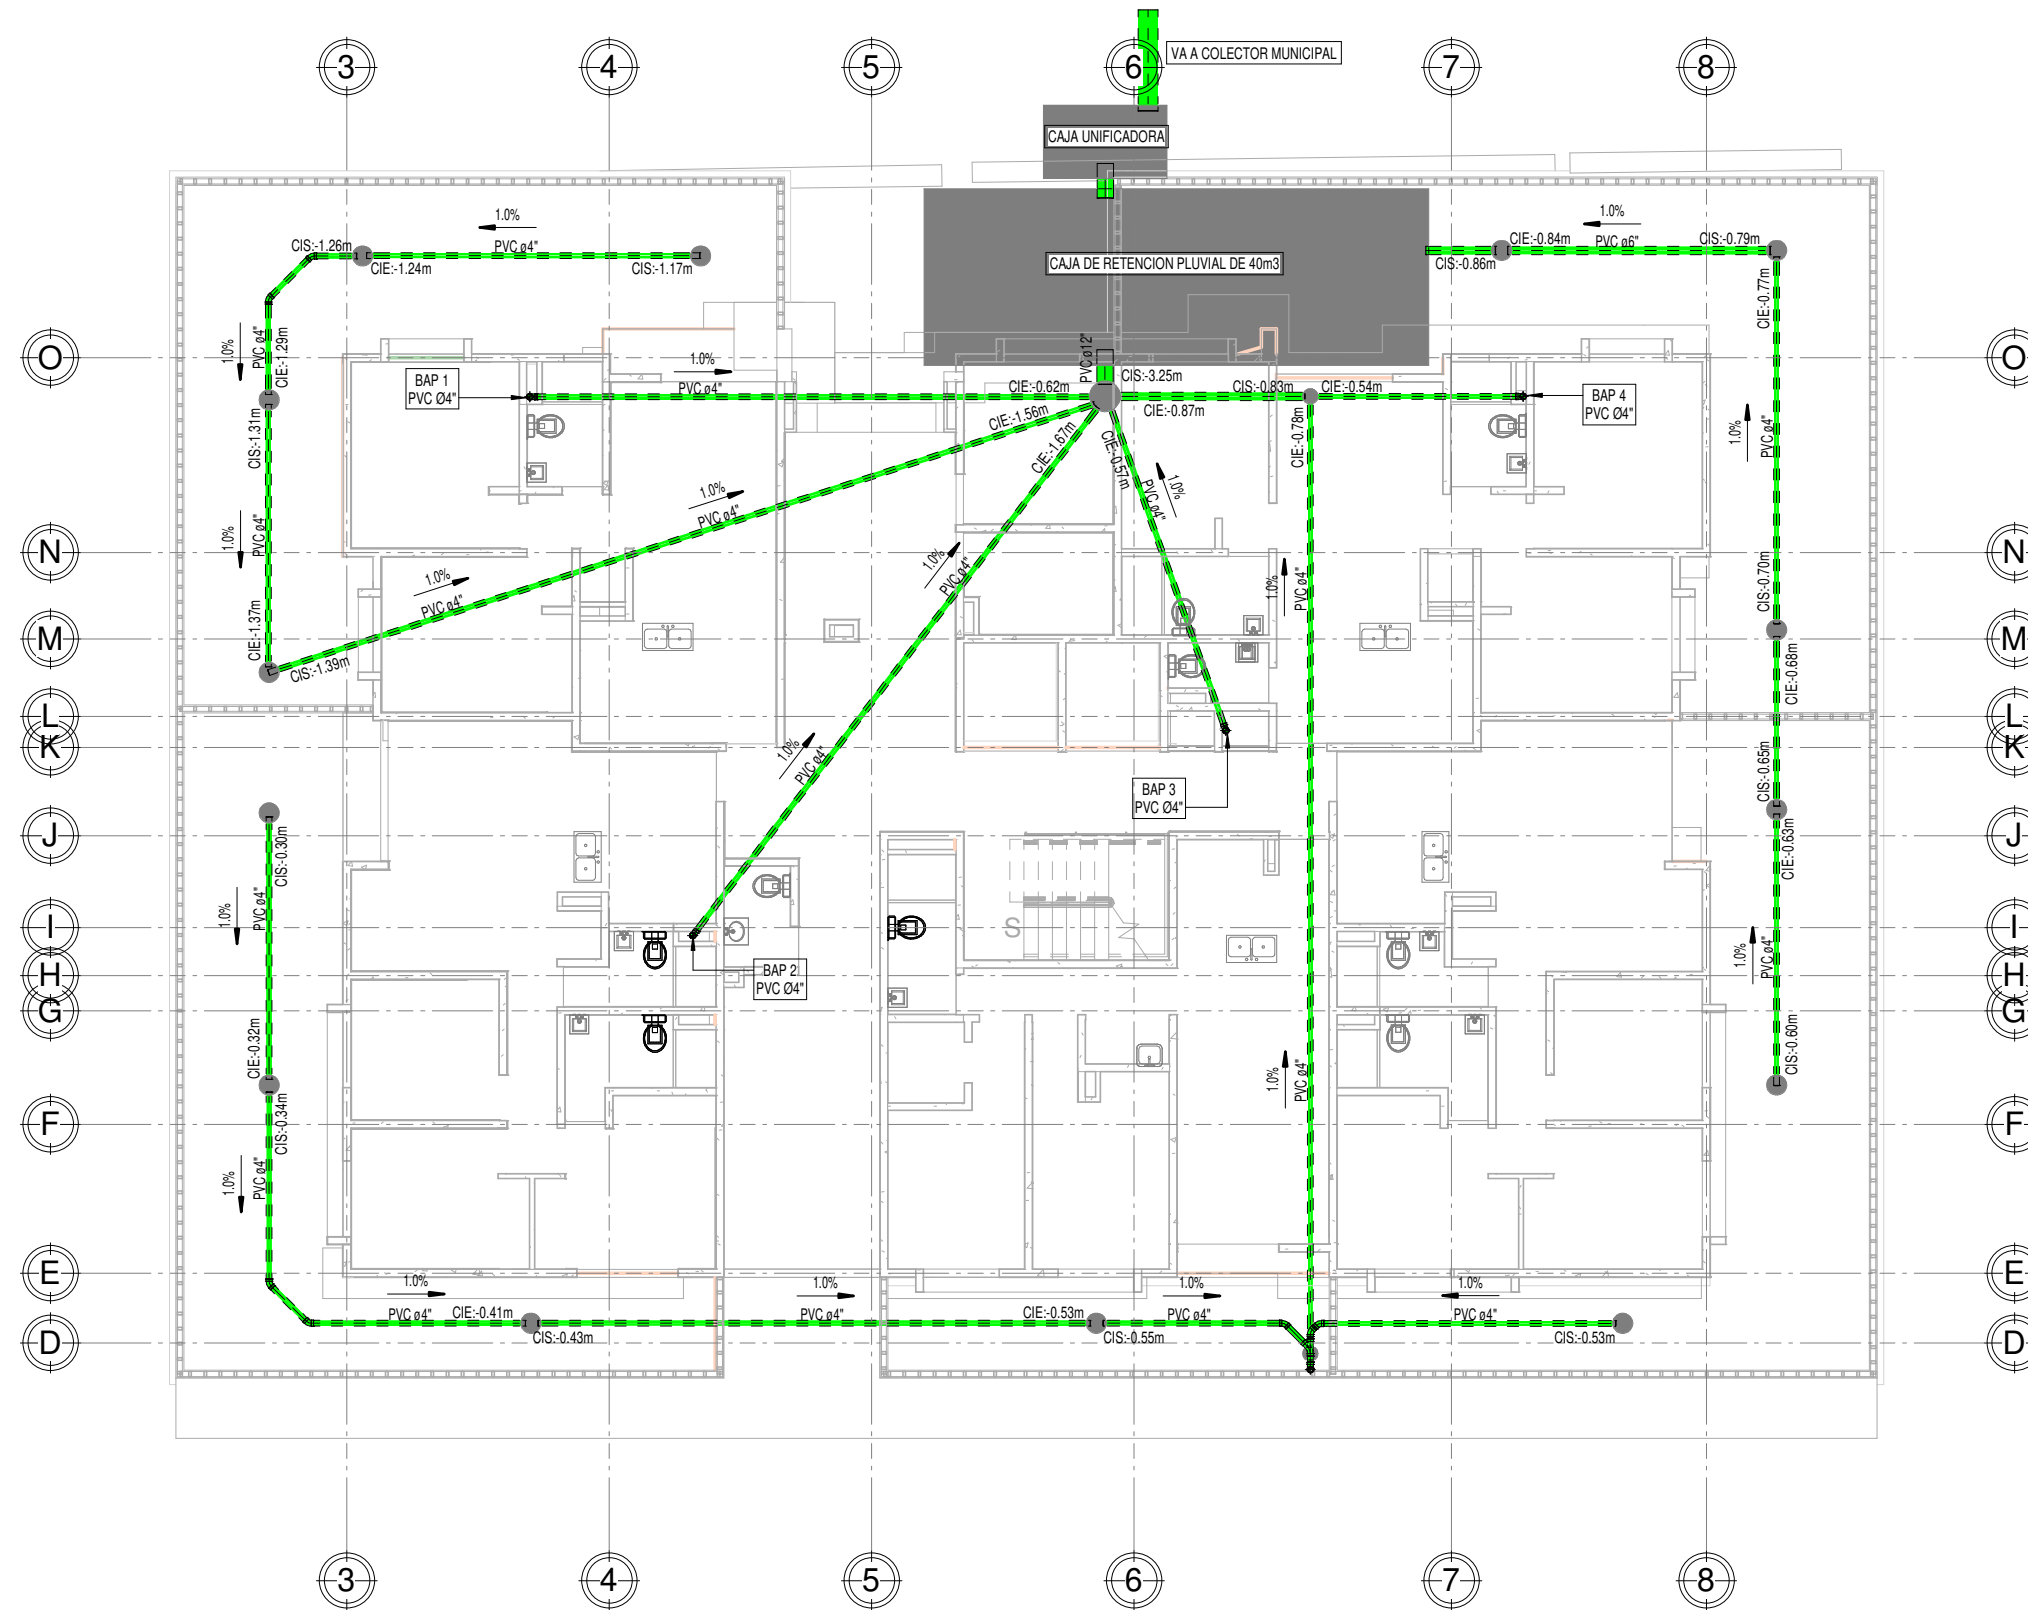 3
4
5
6
7
8
VA A COLECTOR MUNICIPAL
CAJA UNIFICADORA
1.0%
PVC ø4"
CIS:-1.26m
CIE:-1.24m
CIS:-1.17m
CAJA DE RETENCION PLUVIAL DE 40m3
1.0%
PVC ø6"
CIE:-0.84m
CIS:-0.79m
CIS:-0.86m
CIE:-0.77m
O
O
1.0%
PVC ø4"
CIE:-1.29m
BAP 1
PVC Ø4"
1.0%
PVC ø4"
PVC ø12"
CIS:-3.25m
CIE:-0.62m
CIE:-0.87m
CIS:-0.83m
CIE:-0.54m
BAP 4
PVC Ø4"
CIS:-1.31m
CIE:-1.56m
CIE:-1.67m
CIE:-0.57m
CIE:-0.78m
1.0%
PVC ø4"
1.0%
PVC ø4"
1.0%
PVC ø4"
N
N
1.0%
PVC ø4"
1.0%
PVC ø4"
1.0%
PVC ø4"
1.0%
PVC ø4"
CIS:-0.70m
M
M
CIE:-1.37m
CIS:-1.39m
CIE:-0.68m
L
L
K
K
1.0%
PVC ø4"
BAP 3
PVC Ø4"
CIS:-0.65m
J
J
CIS:-0.30m
CIE:-0.63m
1.0%
PVC ø4"
I
I
S
1.0%
PVC ø4"
H
H
BAP 2
PVC Ø4"
G
G
CIE:-0.32m
CIS:-0.60m
1.0%
PVC ø4"
F
F
CIS:-0.34m
1.0%
PVC ø4"
E
E
1.0%
PVC ø4"
CIE:-0.41m
CIS:-0.43m
1.0%
PVC ø4"
CIE:-0.53m
CIS:-0.55m
1.0%
PVC ø4"
1.0%
PVC ø4"
CIS:-0.53m
D
D
3
4
5
6
7
8